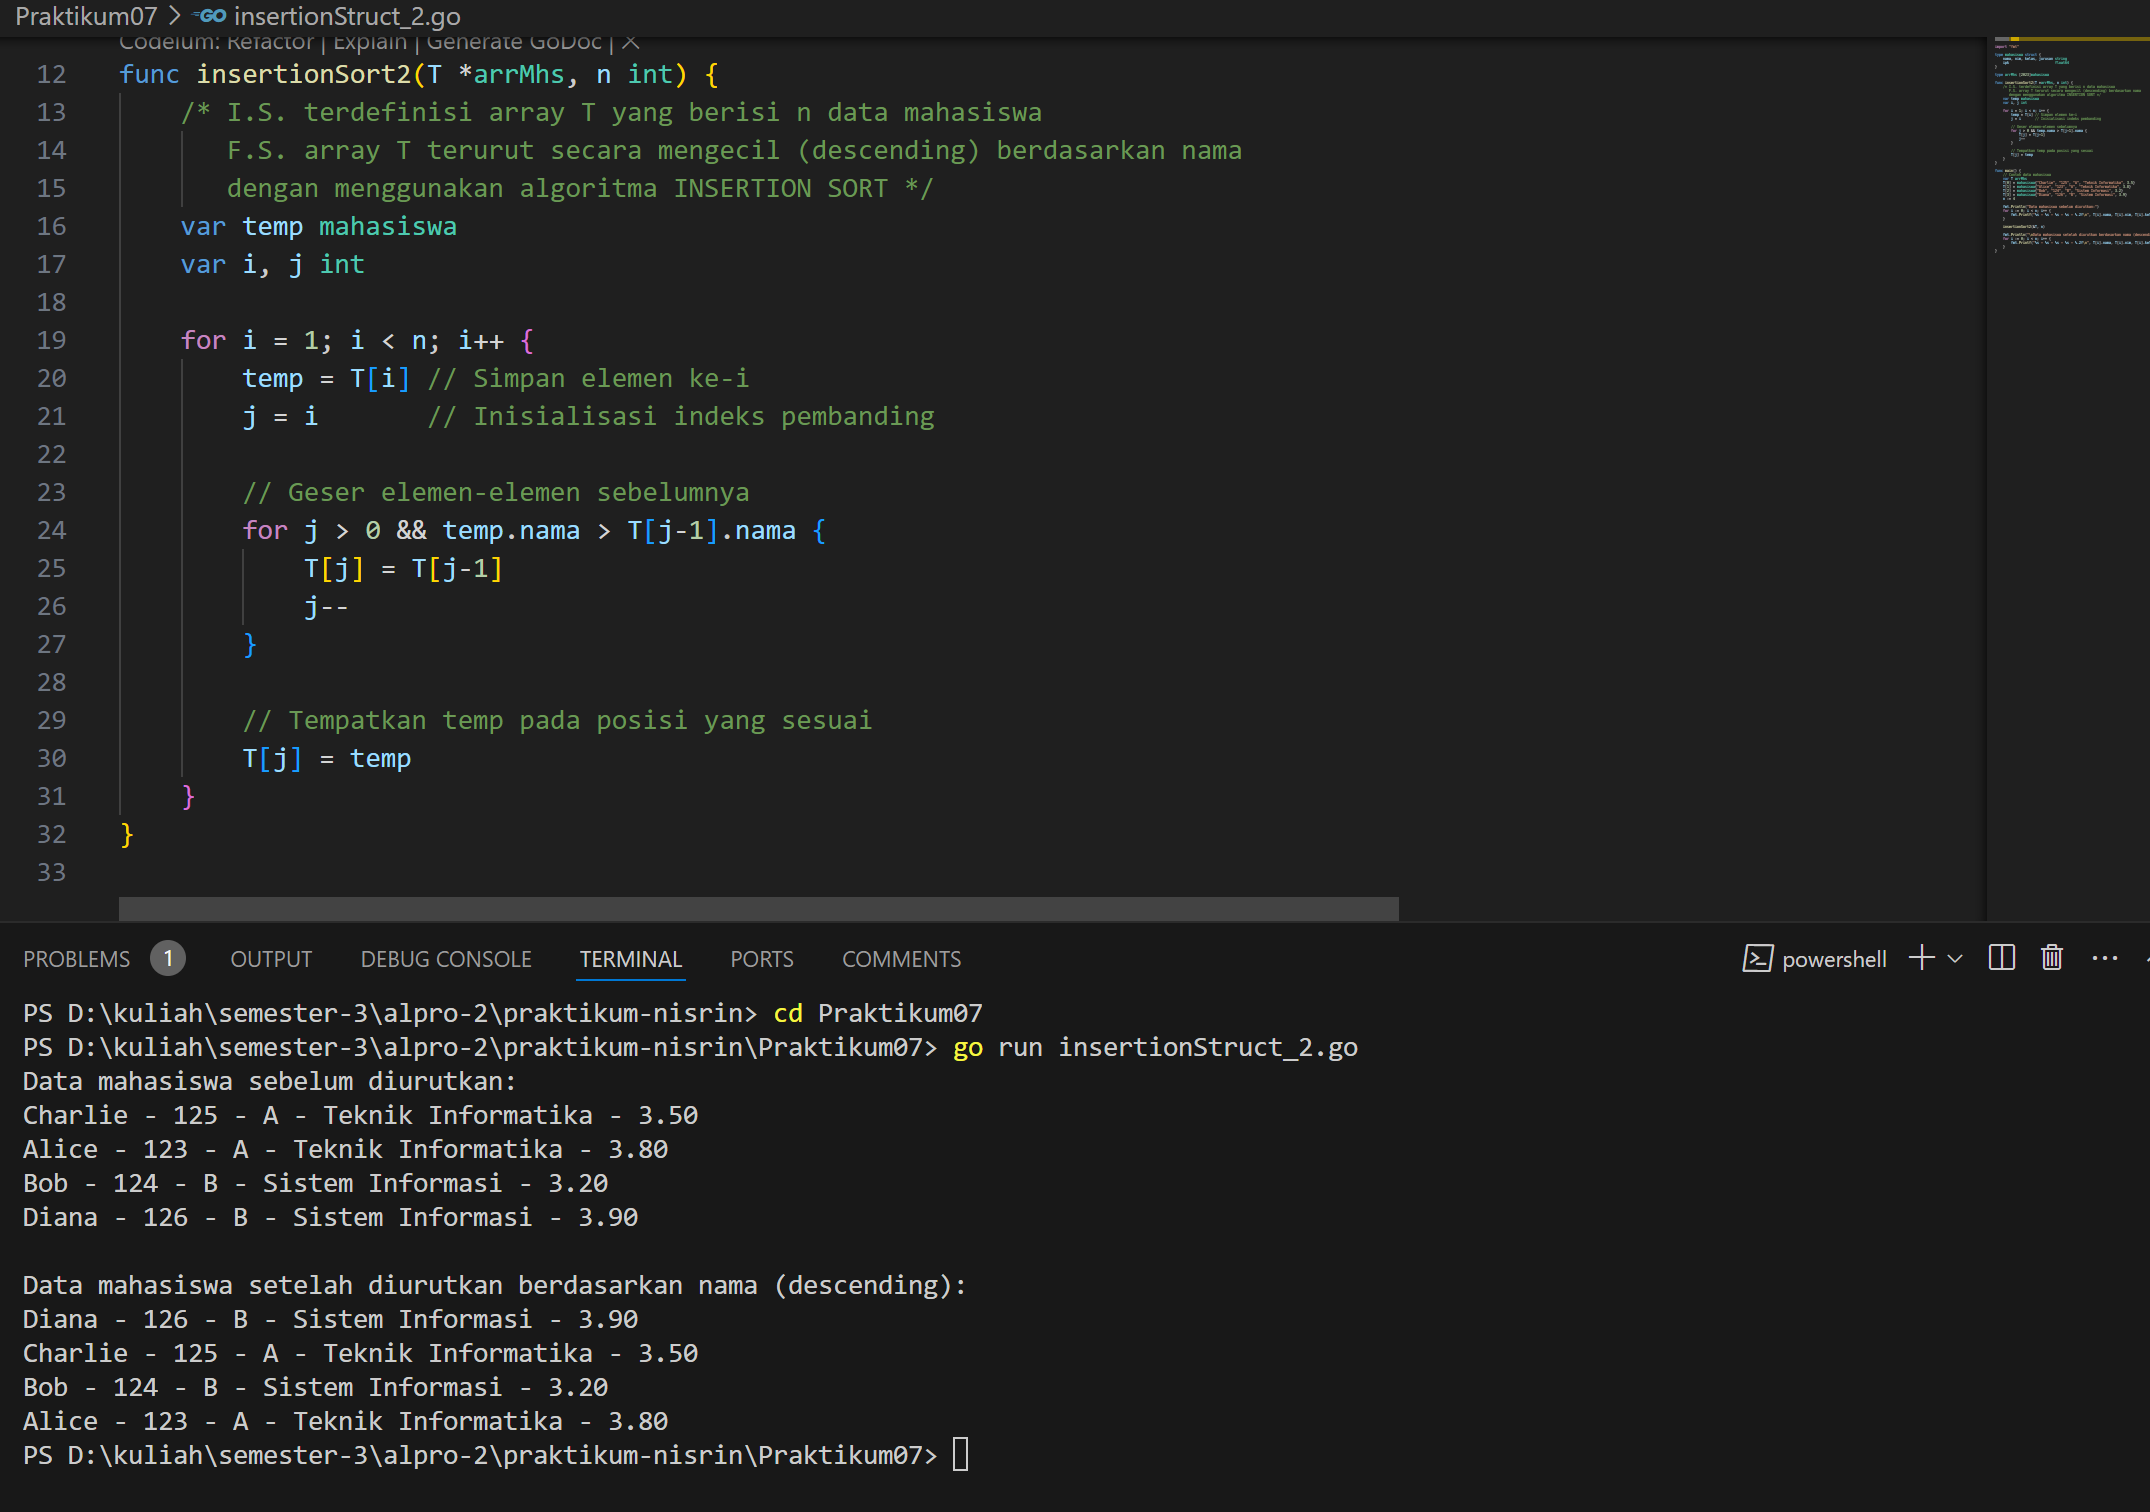 Praktikum07 > GO insertionStruct_2.go
Codeium: Refactor | Explain | Generate GoDoc | ×
12 func insertionSort2(T *arrMhs, n int) {
13 /* I.S. terdefinisi array T yang berisi n data mahasiswa
14 F.S. array T terurut secara mengecil (descending) berdasarkan nama
15 dengan menggunakan algoritma INSERTION SORT */
16 var temp mahasiswa
17 var i, j int
18
19 for i = 1; i < n; i++ {
20 temp = T[i] // Simpan elemen ke-i
21 j = i // Inisialisasi indeks pembanding
22
23 // Geser elemen-elemen sebelumnya
24 for j > 0 && temp.nama > T[j-1].nama {
25 T[j] = T[j-1]
26 j--
27 }
28
29 // Tempatkan temp pada posisi yang sesuai
30 T[j] = temp
31 }
32 }
33
PROBLEMS 1 OUTPUT DEBUG CONSOLE TERMINAL PORTS COMMENTS powershell
PS D:\kuliah\semester-3\alpro-2\praktikum-nisrin> cd Praktikum07
PS D:\kuliah\semester-3\alpro-2\praktikum-nisrin\Praktikum07> go run insertionStruct_2.go
Data mahasiswa sebelum diurutkan:
Charlie - 125 - A - Teknik Informatika - 3.50
Alice - 123 - A - Teknik Informatika - 3.80
Bob - 124 - B - Sistem Informasi - 3.20
Diana - 126 - B - Sistem Informasi - 3.90

Data mahasiswa setelah diurutkan berdasarkan nama (descending):
Diana - 126 - B - Sistem Informasi - 3.90
Charlie - 125 - A - Teknik Informatika - 3.50
Bob - 124 - B - Sistem Informasi - 3.20
Alice - 123 - A - Teknik Informatika - 3.80
PS D:\kuliah\semester-3\alpro-2\praktikum-nisrin\Praktikum07>